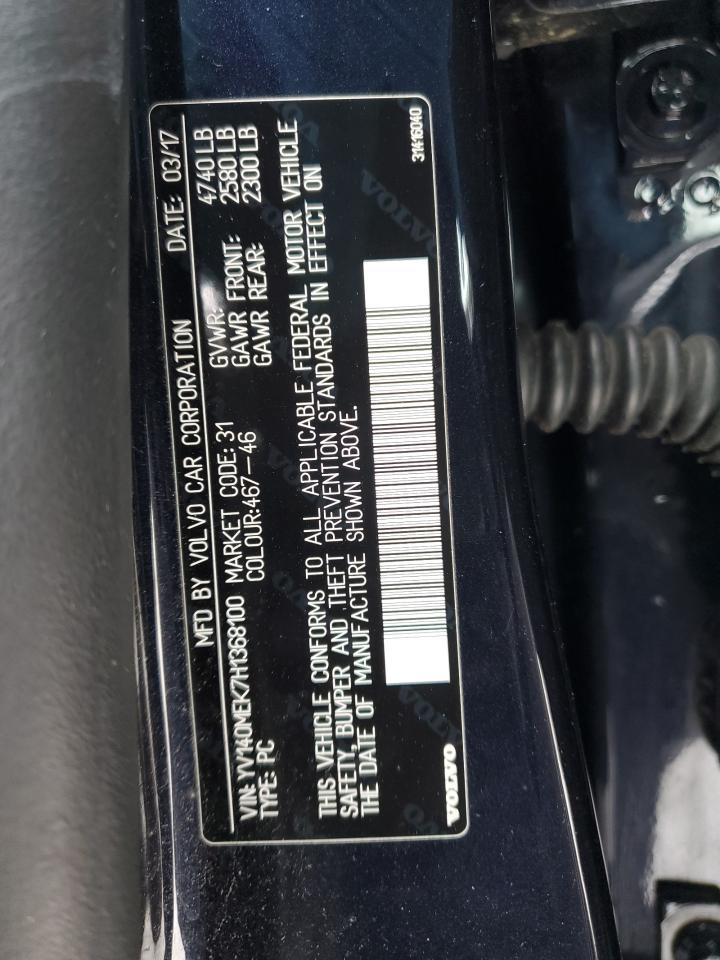 MFD BY VOLVO CAR CORPORATION DATE: 03/17
VIN: YV140MEK7H1368100 MARKET CODE: 31 GVWR: 4740 LB
TYPE: PC COLOUR:467-46 GAWR FRONT: 2580 LB
GAWR REAR: 2300 LB
THIS VEHICLE CONFORMS TO ALL APPLICABLE FEDERAL MOTOR VEHICLE
SAFETY, BUMPER AND THEFT PREVENTION STANDARDS IN EFFECT ON
THE DATE OF MANUFACTURE SHOWN ABOVE.
VOLVO 31416040